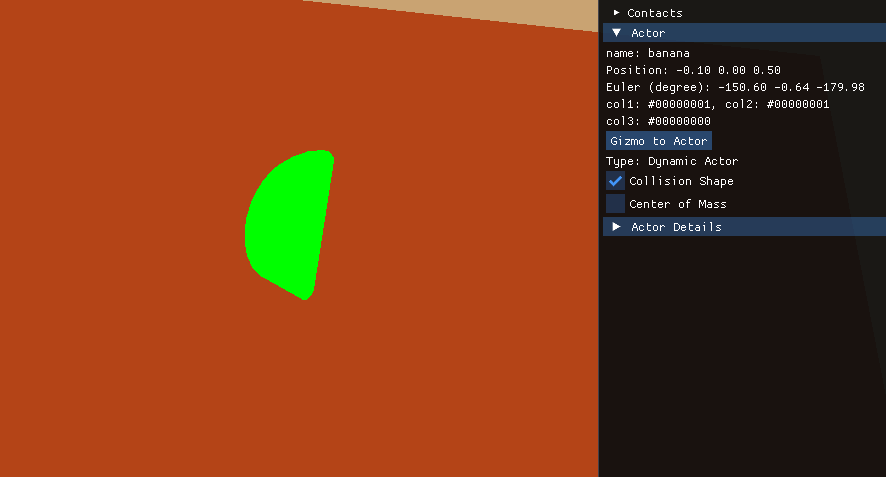 Contacts
Actor
name: banana
Position: -0.10 0.00 0.50
Euler (degree): -150.60 -0.64 -179.98
col1: #00000001, col2: #00000001
col3: #00000000
Gizmo to Actor
Type: Dynamic Actor
Collision Shape
Center of Mass
Actor Details